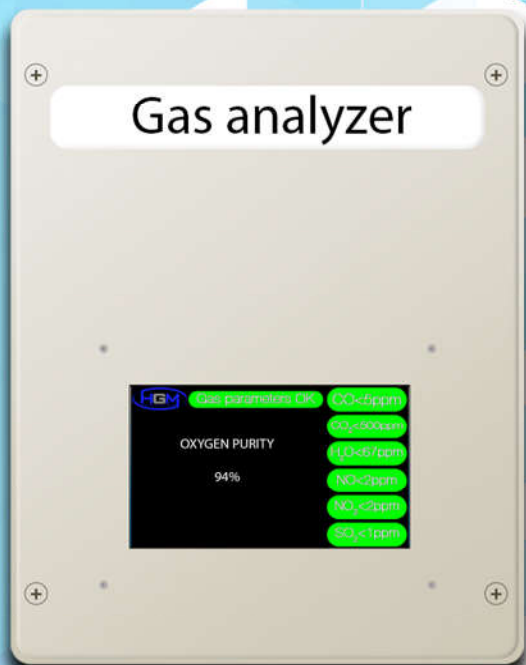 Gas analyzer
HGM
Gas parameters OK
CO<5ppm
CO₂<500ppm
OXYGEN PURITY
H₂O<67ppm
94%
NO<2ppm
NO₂<2ppm
SO₂<1ppm